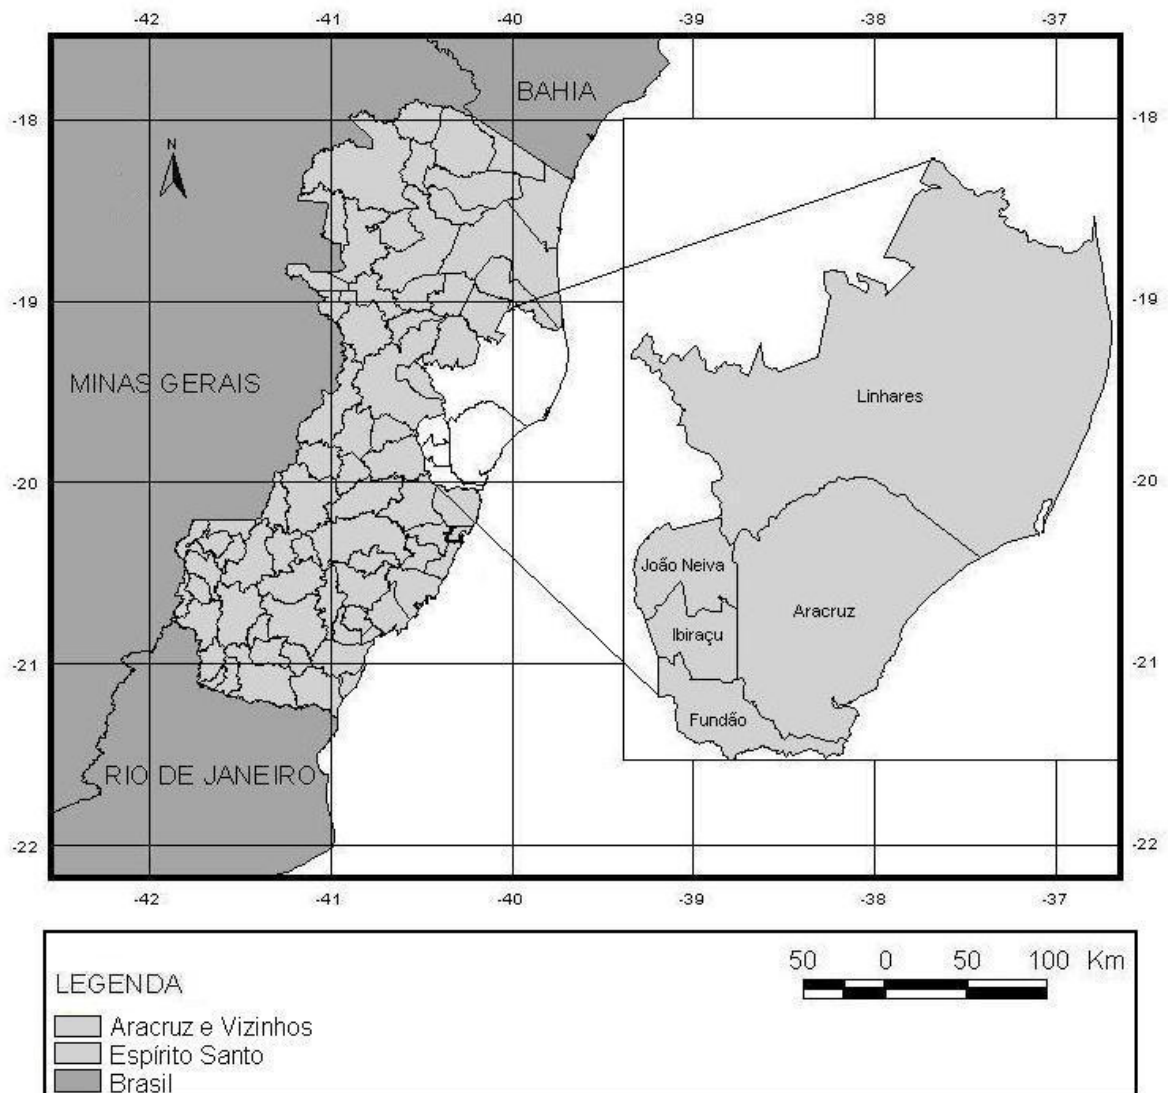 -42 -41 -40 -39 -38 -37
BAHIA
-18 -18
N
-19 -19
MINAS GERAIS
Linhares
-20 -20
João Neiva
Aracruz
Ibiraçu
-21 -21
Fundão
RIO DE JANEIRO
-22 -22
-42 -41 -40 -39 -38 -37
50 0 50 100 Km
LEGENDA
Aracruz e Vizinhos
Espírito Santo
Brasil